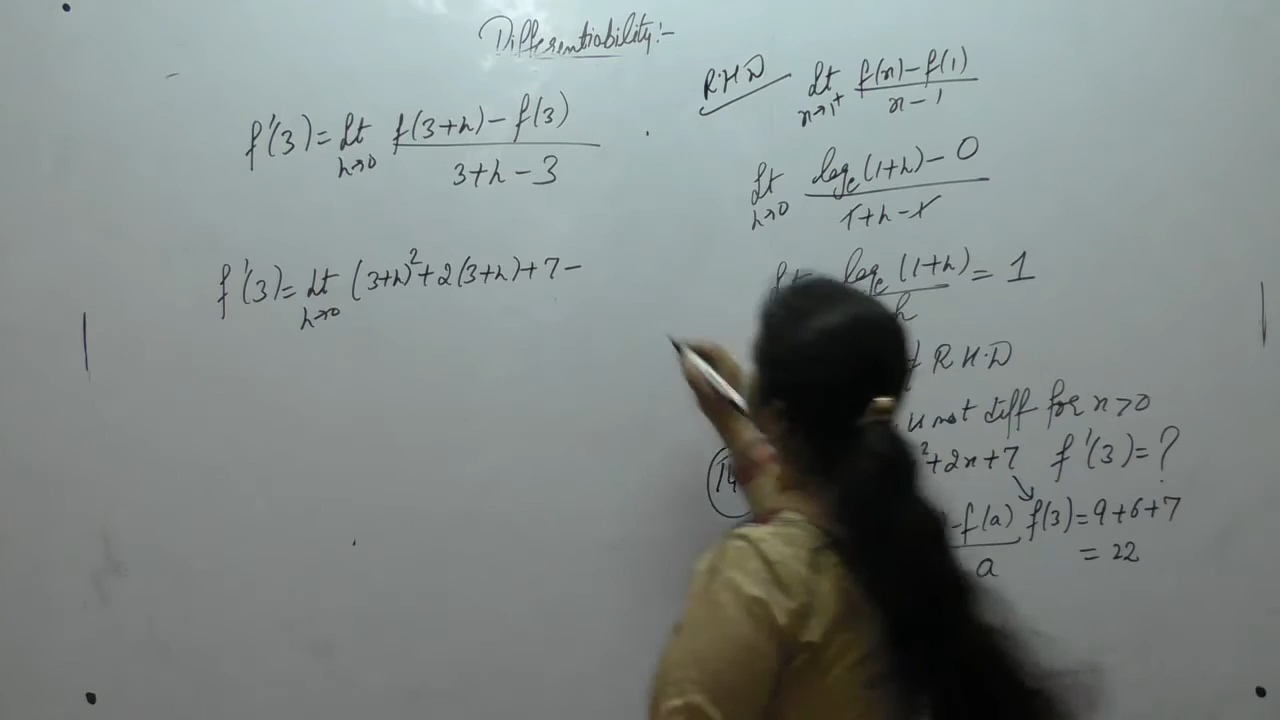 Differentiability:-
f'(3) = Lt h→0 f(3+h) - f(3) / 3+h-3
f'(3) = Lt h→0 (3+h)² + 2(3+h) + 7 -
R.H.D Lt x→1⁺ f(x) - f(1) / x - 1
Lt h→0 logₑ(1+h) - 0 / 1+h-1
Lt logₑ(1+h) / h = 1
R.H.D
is not diff for x>0
14 ²+2x+7 f'(3) = ?
- f(a) / a f(3) = 9+6+7
= 22